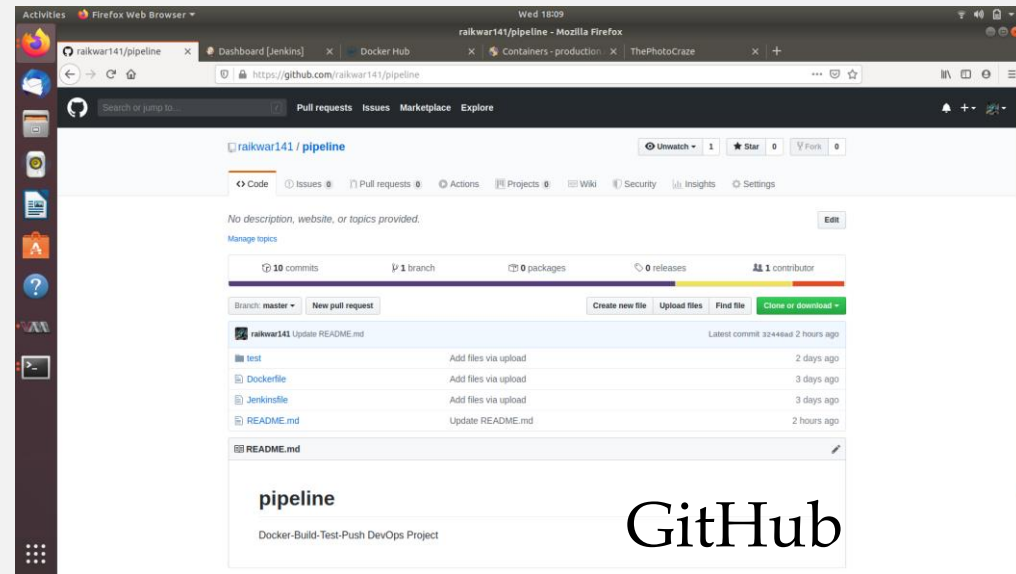 Activities Firefox Web Browser Wed 18:09
raikwar141/pipeline - Mozilla Firefox
raikwar141/pipeline Dashboard [Jenkins] Docker Hub Containers - production ThePhotoCraze
https://github.com/raikwar141/pipeline
Search or jump to... Pull requests Issues Marketplace Explore
raikwar141 / pipeline Unwatch 1 Star 0 Fork 0
Code Issues 0 Pull requests 0 Actions Projects 0 Wiki Security Insights Settings
No description, website, or topics provided. Edit
Manage topics
10 commits 1 branch 0 packages 0 releases 1 contributor
Branch: master New pull request Create new file Upload files Find file Clone or download
raikwar141 Update README.md Latest commit 32440ad 2 hours ago
test Add files via upload 2 days ago
Dockerfile Add files via upload 3 days ago
Jenkinsfile Add files via upload 3 days ago
README.md Update README.md 2 hours ago
README.md
pipeline
Docker-Build-Test-Push DevOps Project
GitHub